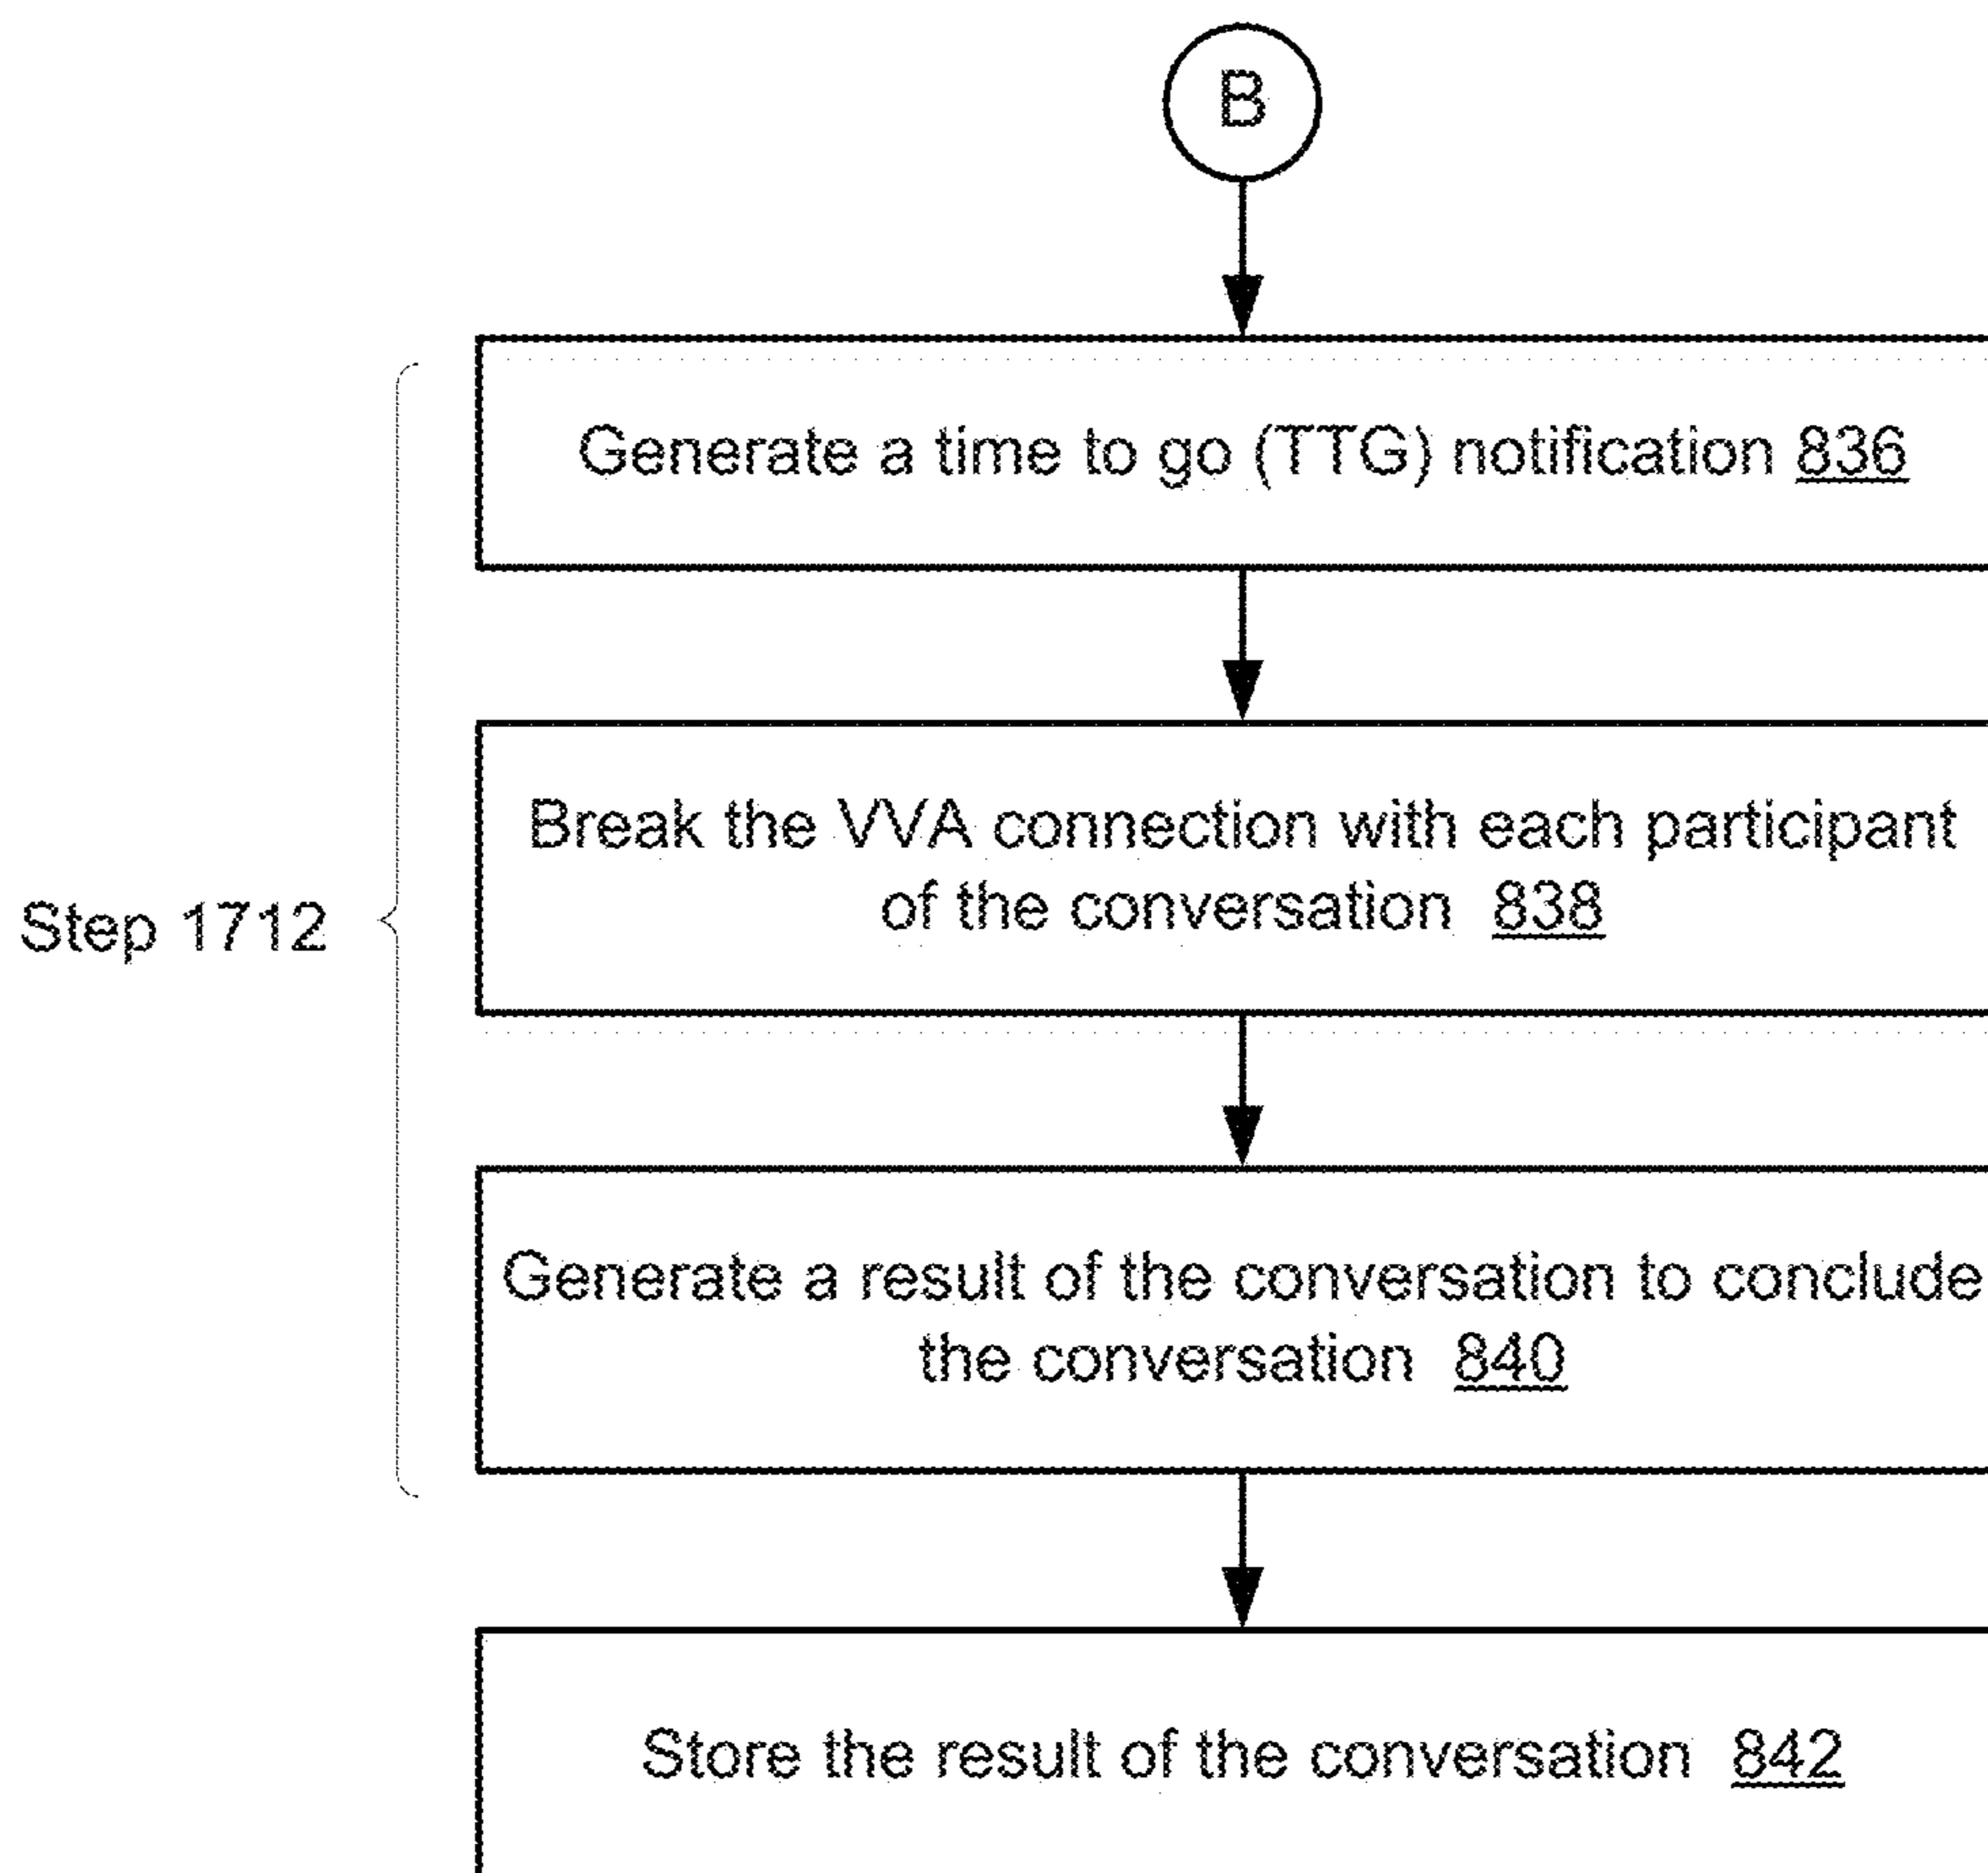 B
Generate a time to go (TTG) notification 836
Break the VVA connection with each participant
of the conversation 838
Step 1712
Generate a result of the conversation to conclude
the conversation 840
Store the result of the conversation 842